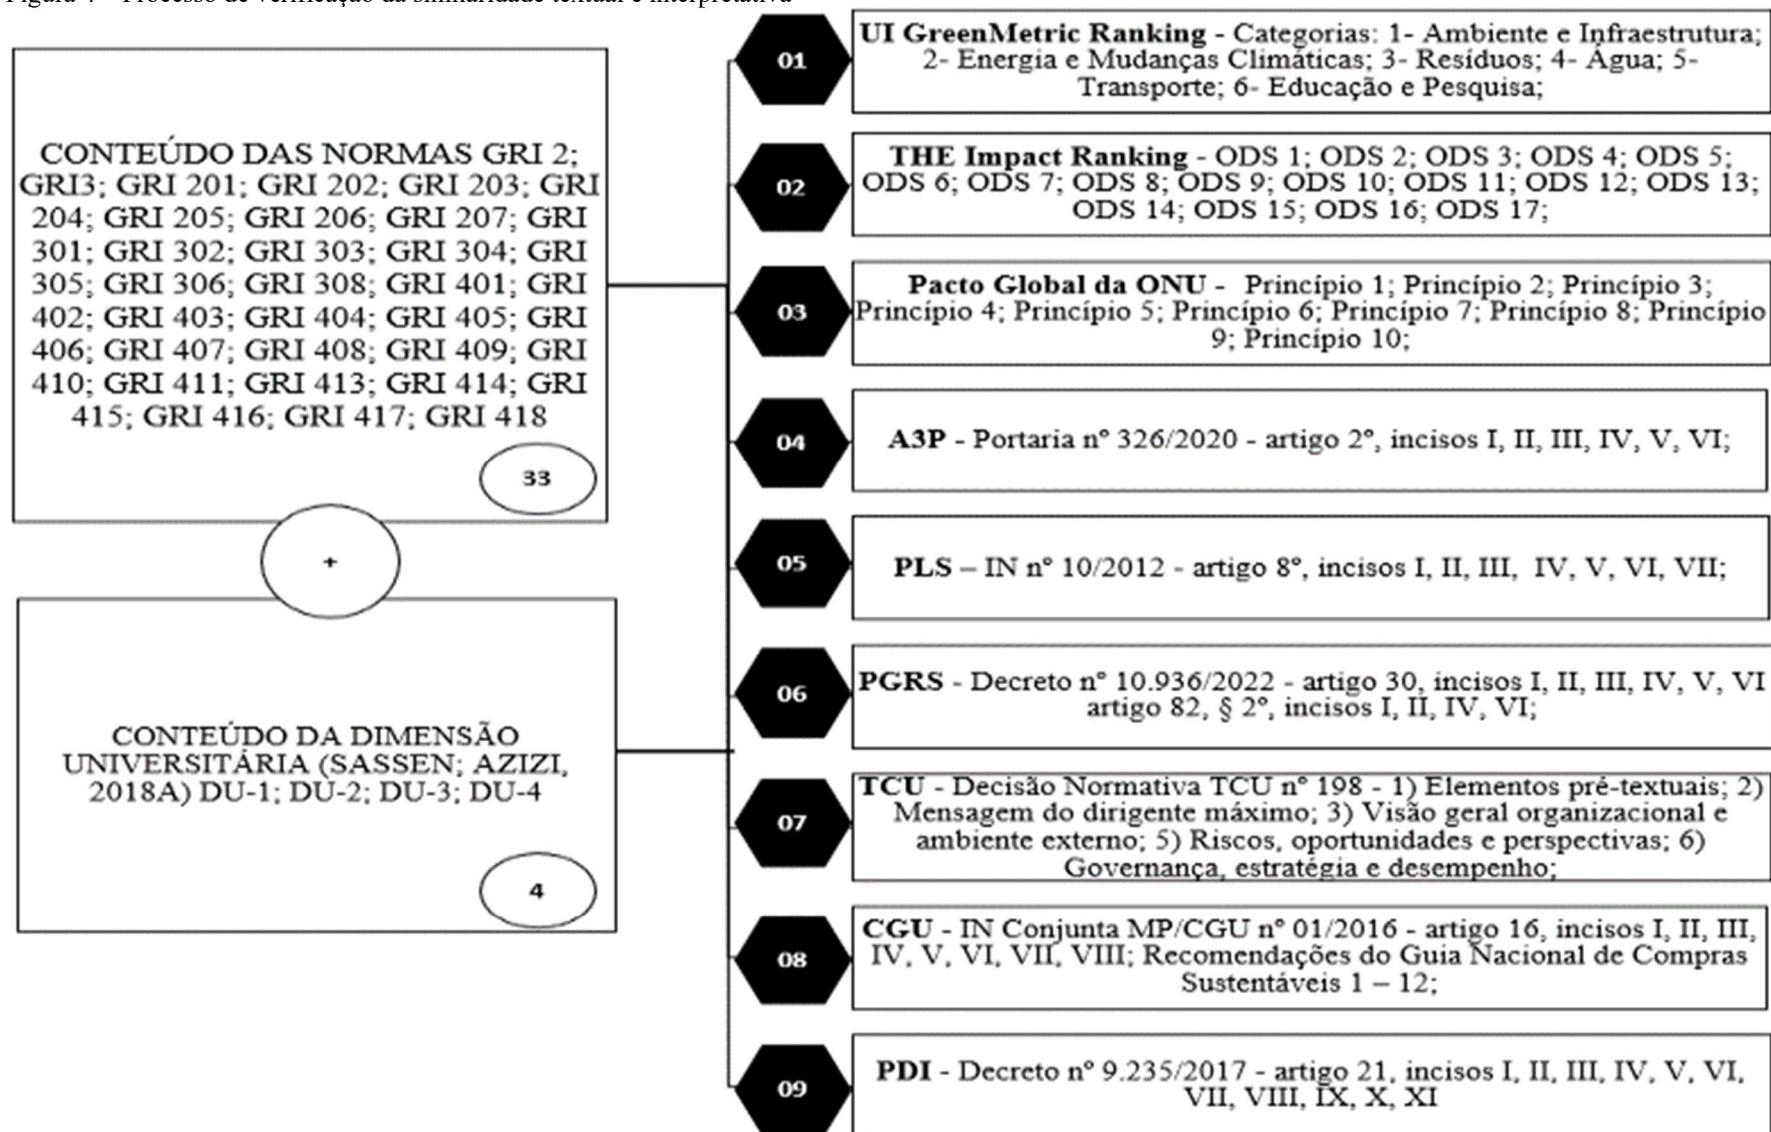 Figura 4 – Processo de verificação da similaridade textual e interpretativa
CONTEÚDO DAS NORMAS GRI 2;
GRI3; GRI 201; GRI 202; GRI 203; GRI
204; GRI 205; GRI 206; GRI 207; GRI
301; GRI 302; GRI 303; GRI 304; GRI
305; GRI 306; GRI 308; GRI 401; GRI
402; GRI 403; GRI 404; GRI 405; GRI
406; GRI 407; GRI 408; GRI 409; GRI
410; GRI 411; GRI 413; GRI 414; GRI
415; GRI 416; GRI 417; GRI 418
33
+
CONTEÚDO DA DIMENSÃO
UNIVERSITÁRIA (SASSEN; AZIZI,
2018A) DU-1; DU-2; DU-3; DU-4
4
01
UI GreenMetric Ranking - Categorias: 1- Ambiente e Infraestrutura;
2- Energia e Mudanças Climáticas; 3- Resíduos; 4- Água; 5-
Transporte; 6- Educação e Pesquisa;
02
THE Impact Ranking - ODS 1; ODS 2; ODS 3; ODS 4; ODS 5;
ODS 6; ODS 7; ODS 8; ODS 9; ODS 10; ODS 11; ODS 12; ODS 13;
ODS 14; ODS 15; ODS 16; ODS 17;
03
Pacto Global da ONU - Princípio 1; Princípio 2; Princípio 3;
Princípio 4; Princípio 5; Princípio 6; Princípio 7; Princípio 8; Princípio
9; Princípio 10;
04
A3P - Portaria nº 326/2020 - artigo 2º, incisos I, II, III, IV, V, VI;
05
PLS – IN nº 10/2012 - artigo 8º, incisos I, II, III, IV, V, VI, VII;
06
PGRS - Decreto nº 10.936/2022 - artigo 30, incisos I, II, III, IV, V, VI
artigo 82, § 2º, incisos I, II, IV, VI;
07
TCU - Decisão Normativa TCU nº 198 - 1) Elementos pré-textuais; 2)
Mensagem do dirigente máximo; 3) Visão geral organizacional e
ambiente externo; 5) Riscos, oportunidades e perspectivas; 6)
Governança, estratégia e desempenho;
08
CGU - IN Conjunta MP/CGU nº 01/2016 - artigo 16, incisos I, II, III,
IV, V, VI, VII, VIII; Recomendações do Guia Nacional de Compras
Sustentáveis 1 – 12;
09
PDI - Decreto nº 9.235/2017 - artigo 21, incisos I, II, III, IV, V, VI,
VII, VIII, IX, X, XI